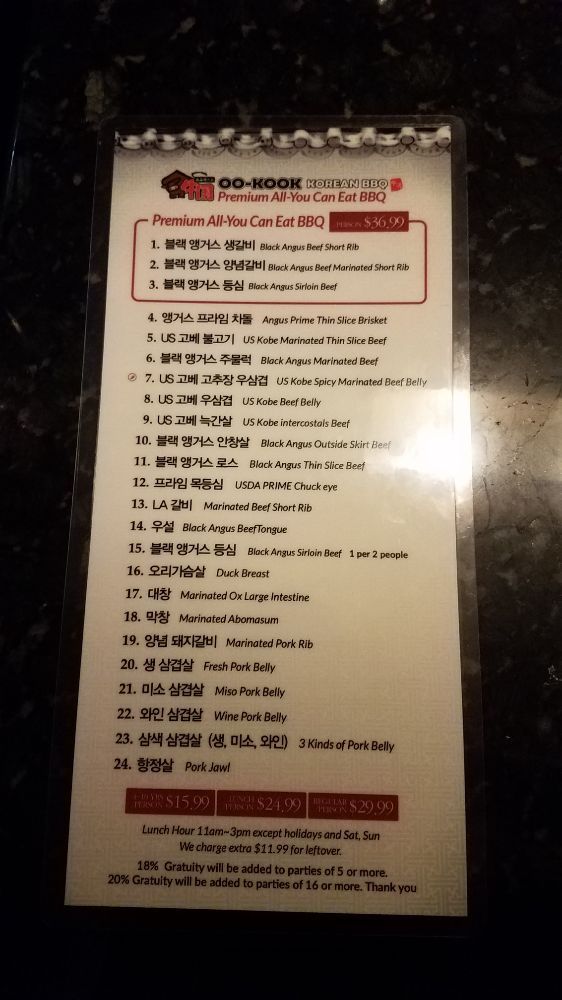 OO-KOOK KOREAN BBQ
Premium All-You Can Eat BBQ
Premium All-You Can Eat BBQ PERSON $36.99
1. 블랙 앵거스 생갈비 Black Angus Beef Short Rib
2. 블랙 앵거스 양념갈비 Black Angus Beef Marinated Short Rib
3. 블랙 앵거스 등심 Black Angus Sirloin Beef
4. 앵거스 프라임 차돌 Angus Prime Thin Slice Brisket
5. US 고베 불고기 US Kobe Marinated Thin Slice Beef
6. 블랙 앵거스 주물럭 Black Angus Marinated Beef
7. US 고베 고추장 우삼겹 US Kobe Spicy Marinated Beef Belly
8. US 고베 우삼겹 US Kobe Beef Belly
9. US 고베 늑간살 US Kobe intercostals Beef
10. 블랙 앵거스 안창살 Black Angus Outside Skirt Beef
11. 블랙 앵거스 로스 Black Angus Thin Slice Beef
12. 프라임 목등심 USDA PRIME Chuck eye
13. LA 갈비 Marinated Beef Short Rib
14. 우설 Black Angus BeefTongue
15. 블랙 앵거스 등심 Black Angus Sirloin Beef 1 per 2 people
16. 오리가슴살 Duck Breast
17. 대창 Marinated Ox Large Intestine
18. 막창 Marinated Abomasum
19. 양념 돼지갈비 Marinated Pork Rib
20. 생 삼겹살 Fresh Pork Belly
21. 미소 삼겹살 Miso Pork Belly
22. 와인 삼겹살 Wine Pork Belly
23. 삼색 삼겹살 (생, 미소, 와인) 3 Kinds of Pork Belly
24. 항정살 Pork Jawl
PERSON $15.99 LUNCH PERSON $24.99 REGULAR PERSON $29.99
Lunch Hour 11am~3pm except holidays and Sat, Sun
We charge extra $11.99 for leftover.
18% Gratuity will be added to parties of 5 or more.
20% Gratuity will be added to parties of 16 or more. Thank you